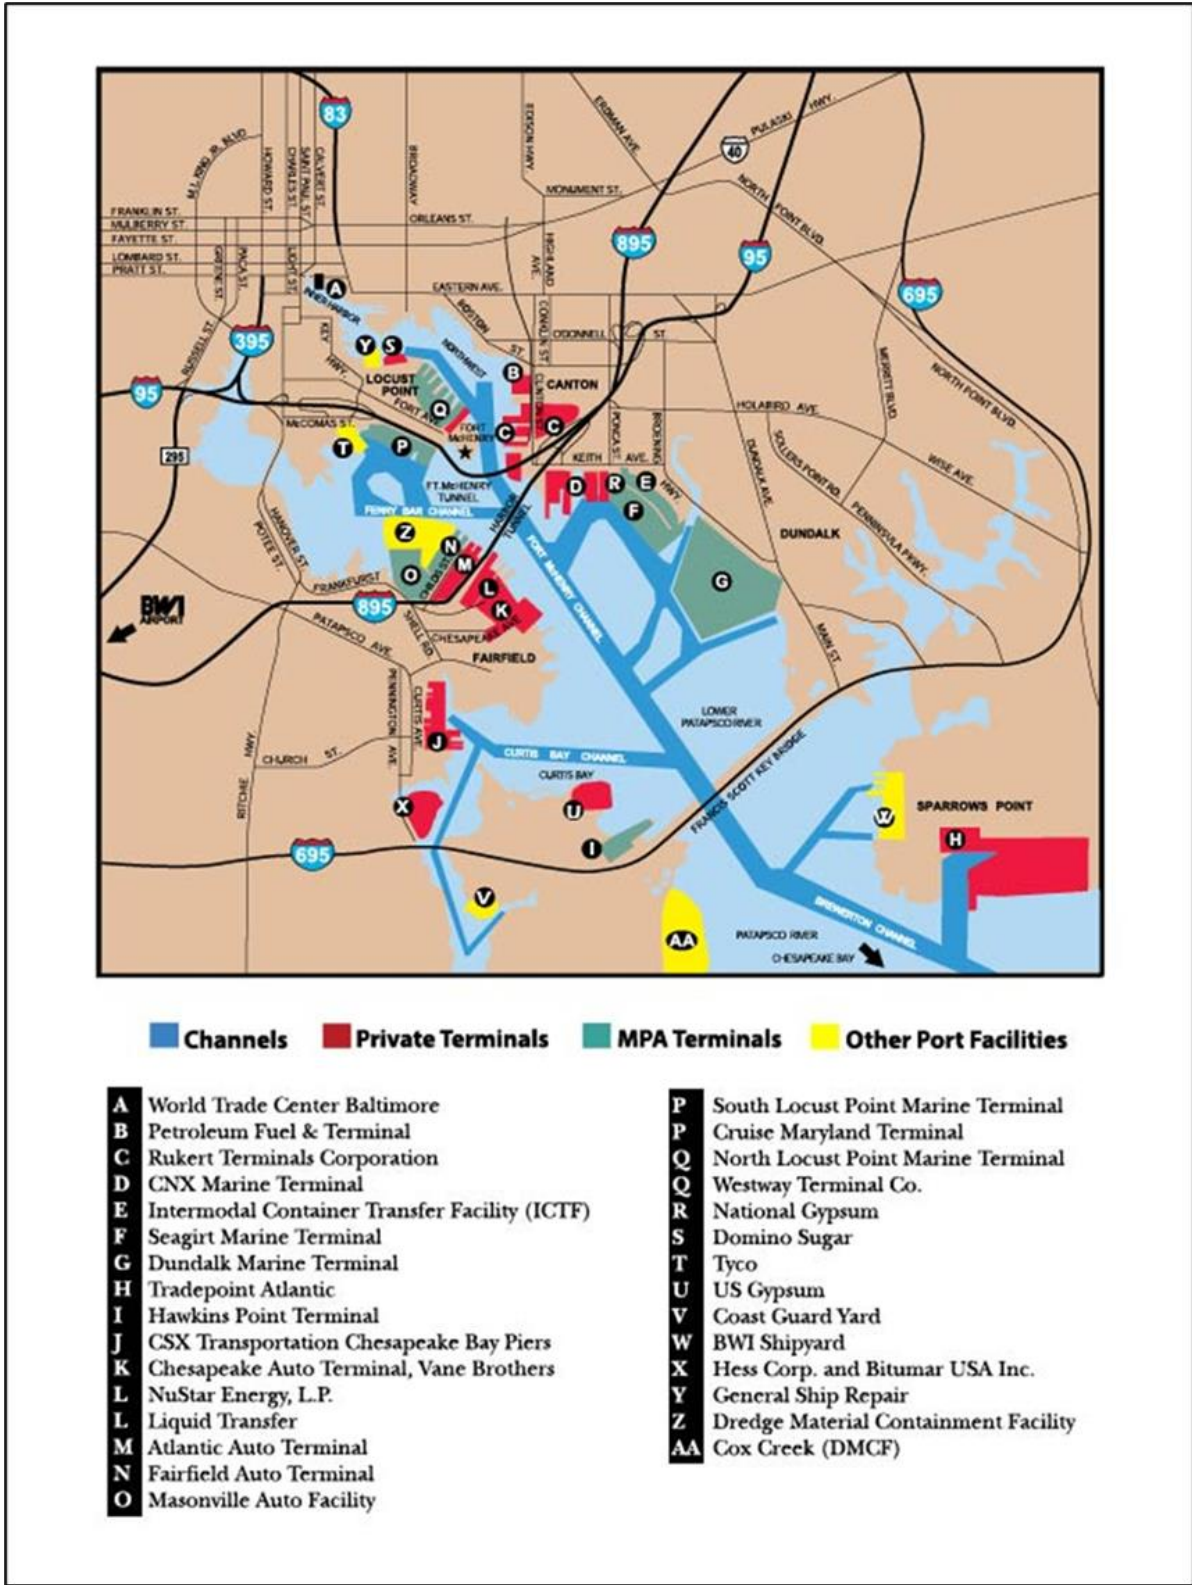 83
M.L. KING JR. BLVD
HOWARD ST.
CHARLES ST.
SAINT PAUL ST.
CALVERT ST.
BROADWAY
EDISON HWY
ERDMAN AVE.
PULASKI HWY.
40
MONUMENT ST.
NORTH POINT BLVD.
FRANKLIN ST.
MULBERRY ST.
ORLEANS ST.
FAYETTE ST.
LOMBARD ST.
PRATT ST.
GREENE ST.
PACA ST.
LIGHT ST.
HIGHLAND AVE.
895
95
695
A
INNER HARBOR
EASTERN AVE.
BOSTON ST.
CONKLIN ST.
O'DONNELL ST.
RUSSELL ST.
395
KEY HWY.
Y
S
NORTHWEST
LOCUST POINT
B
CANTON
CLINTON ST.
MERRITT BLVD.
NORTH POINT BLVD.
95
FORT AVE.
Q
McCOMAS ST.
FORT McHENRY
C
C
PONCA ST.
BROENING HWY.
HOLABIRD AVE.
295
T
P
KEITH AVE.
DUNDALK AVE.
SOLLERS POINT RD.
WISE AVE.
FT. McHENRY TUNNEL
HARBOR TUNNEL
D
R
E
F
FERRY BAR CHANNEL
HANOVER ST.
POTEE ST.
Z
N
M
O
CHILDS ST.
L
K
FORT McHENRY CHANNEL
G
DUNDALK
PENNINSULA PKWY.
FRANKFURST
895
BWI
AIRPORT
PATAPSCO AVE.
SHELL RD.
CHESAPEAKE AVE.
FAIRFIELD
MAIN ST.
PENNINGTON AVE.
CURTIS AVE.
J
LOWER
PATAPSCO RIVER
CURTIS BAY CHANNEL
CURTIS BAY
FRANCIS SCOTT KEY BRIDGE
CHURCH ST.
RITCHIE HWY.
X
U
I
W
SPARROWS POINT
H
695
V
AA
BREWERTON CHANNEL
PATAPSCO RIVER
CHESAPEAKE BAY
Channels Private Terminals MPA Terminals Other Port Facilities
A World Trade Center Baltimore
B Petroleum Fuel & Terminal
C Rukert Terminals Corporation
D CNX Marine Terminal
E Intermodal Container Transfer Facility (ICTF)
F Seagirt Marine Terminal
G Dundalk Marine Terminal
H Tradepoint Atlantic
I Hawkins Point Terminal
J CSX Transportation Chesapeake Bay Piers
K Chesapeake Auto Terminal, Vane Brothers
L NuStar Energy, L.P.
L Liquid Transfer
M Atlantic Auto Terminal
N Fairfield Auto Terminal
O Masonville Auto Facility
P South Locust Point Marine Terminal
P Cruise Maryland Terminal
Q North Locust Point Marine Terminal
Q Westway Terminal Co.
R National Gypsum
S Domino Sugar
T Tyco
U US Gypsum
V Coast Guard Yard
W BWI Shipyard
X Hess Corp. and Bitumar USA Inc.
Y General Ship Repair
Z Dredge Material Containment Facility
AA Cox Creek (DMCF)